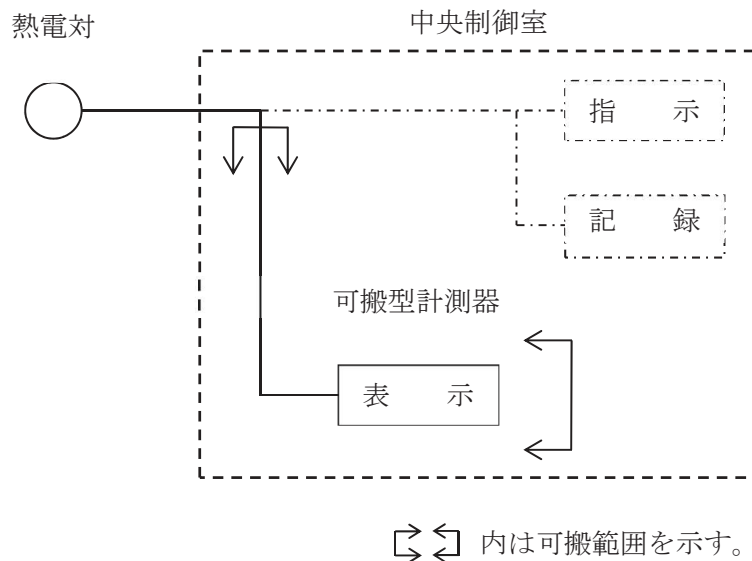 熱電対
中央制御室
指 示
記 録
可搬型計測器
表 示
内は可搬範囲を示す。